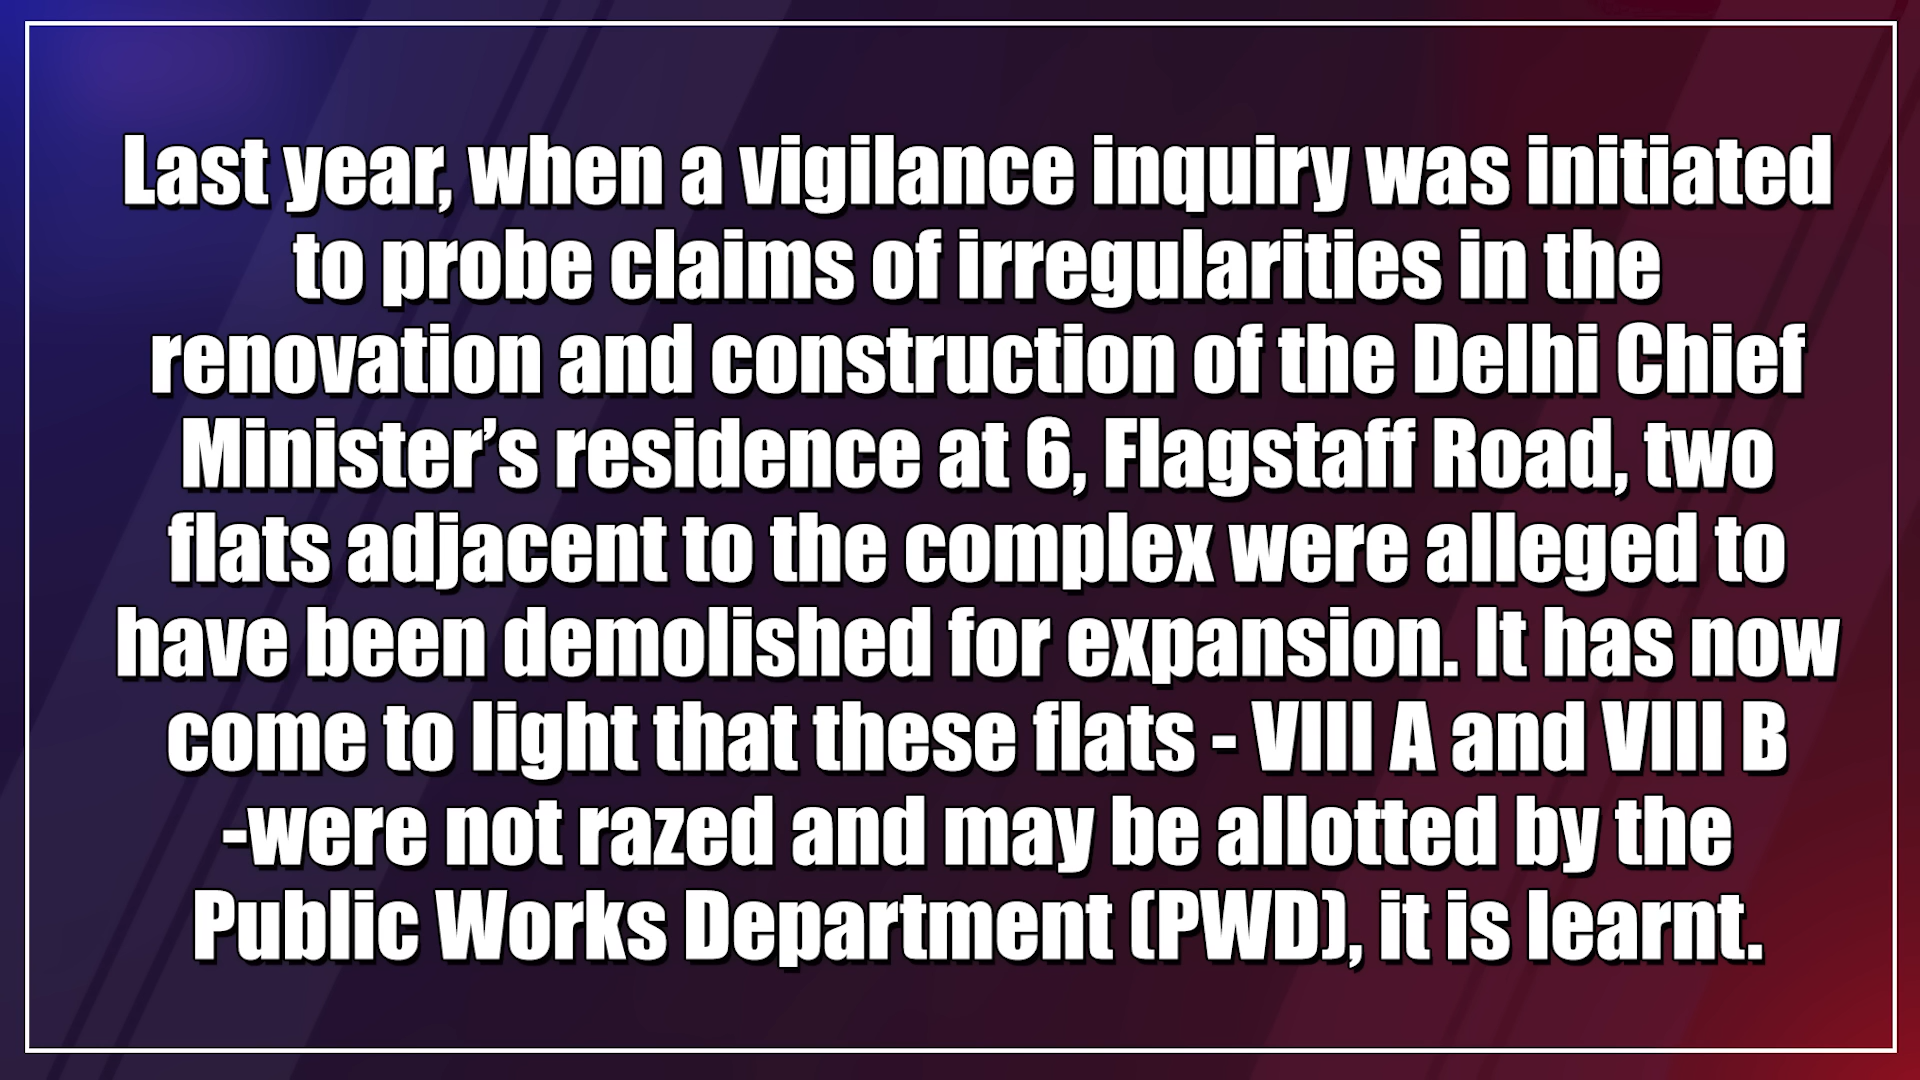 Last year, when a vigilance inquiry was initiated
to probe claims of irregularities in the
renovation and construction of the Delhi Chief
Minister’s residence at 6, Flagstaff Road, two
flats adjacent to the complex were alleged to
have been demolished for expansion. It has now
come to light that these flats - VIII A and VIII B
-were not razed and may be allotted by the
Public Works Department (PWD), it is learnt.